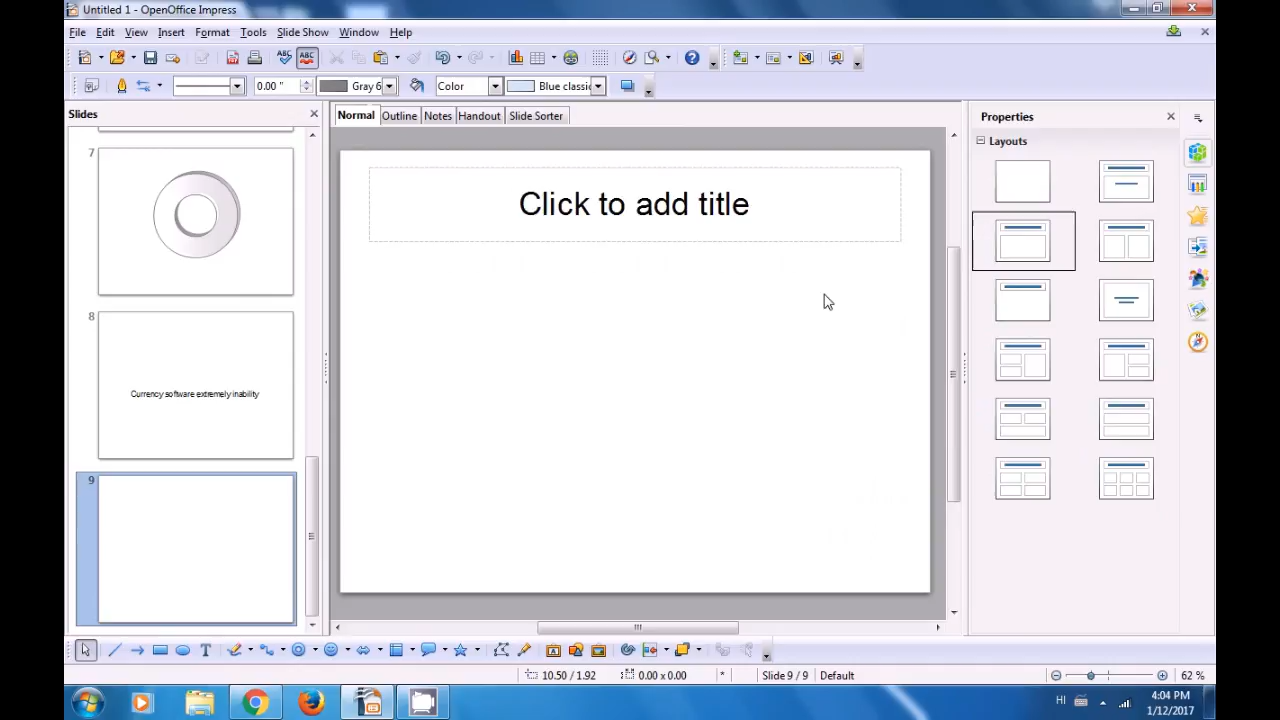 Untitled 1 - OpenOffice Impress
File Edit View Insert Format Tools Slide Show Window Help
0.00 " Gray 6 Color Blue classic
Slides
Normal Outline Notes Handout Slide Sorter
Properties
Layouts
7
Click to add title
8
Currency software extremely inability
9
10.50 / 1.92 0.00 x 0.00 * Slide 9 / 9 Default 62 %
HI 4:04 PM
1/12/2017